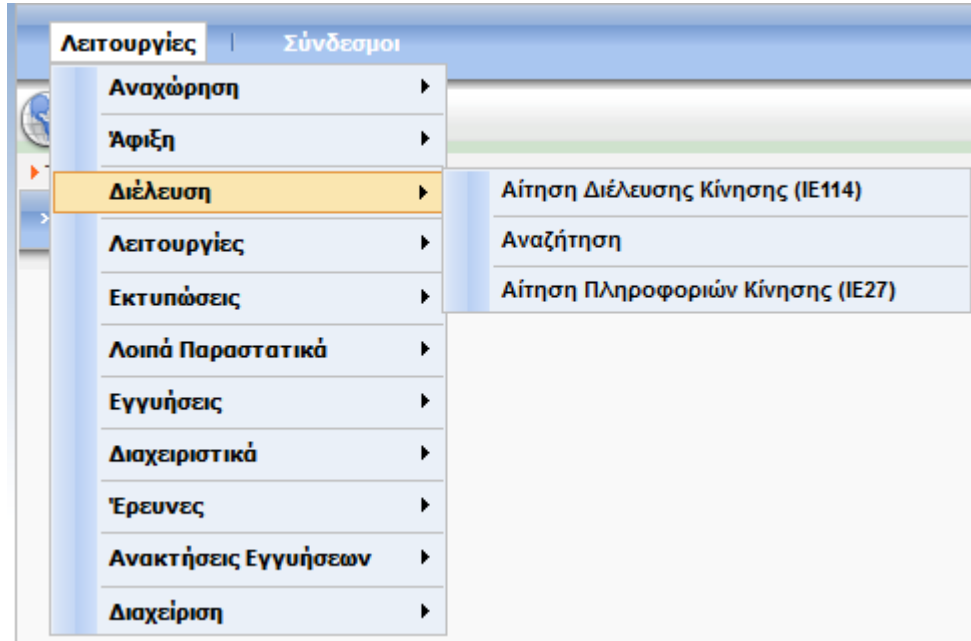 Λειτουργίες | Σύνδεσμοι
Αναχώρηση
Άφιξη
Διέλευση
Αίτηση Διέλευσης Κίνησης (IE114)
Αναζήτηση
Αίτηση Πληροφοριών Κίνησης (IE27)
Λειτουργίες
Εκτυπώσεις
Λοιπά Παραστατικά
Εγγυήσεις
Διαχειριστικά
Έρευνες
Ανακτήσεις Εγγυήσεων
Διαχείριση